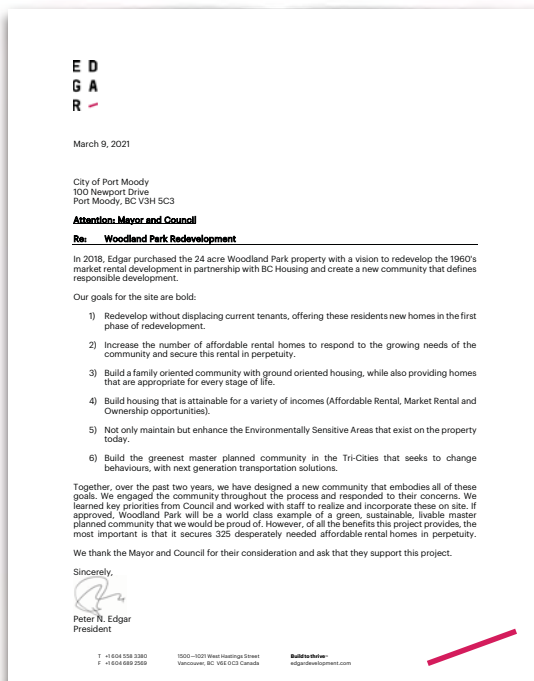 E D
G A
R
March 9, 2021
City of Port Moody
100 Newport Drive
Port Moody, BC V3H 5C3
Attention: Mayor and Council
Re: Woodland Park Redevelopment
In 2018, Edgar purchased the 24 acre Woodland Park property with a vision to redevelop the 1960's
market rental development in partnership with BC Housing and create a new community that defines
responsible development.
Our goals for the site are bold:
1) Redevelop without displacing current tenants, offering these residents new homes in the first
phase of redevelopment.
2) Increase the number of affordable rental homes to respond to the growing needs of the
community and secure this rental in perpetuity.
3) Build a family oriented community with ground oriented housing, while also providing homes
that are appropriate for every stage of life.
4) Build housing that is attainable for a variety of incomes (Affordable Rental, Market Rental and
Ownership opportunities).
5) Not only maintain but enhance the Environmentally Sensitive Areas that exist on the property
today.
6) Build the greenest master planned community in the Tri-Cities that seeks to change
behaviours, with next generation transportation solutions.
Together, over the past two years, we have designed a new community that embodies all of these
goals. We engaged the community throughout the process and responded to their concerns. We
learned key priorities from Council and worked with staff to realize and incorporate these on site. If
approved, Woodland Park will be a world class example of a green, sustainable, livable master
planned community that we would be proud of. However, of all the benefits this project provides, the
most important is that it secures 325 desperately needed affordable rental homes in perpetuity.
We thank the Mayor and Council for their consideration and ask that they support this project.
Sincerely,
Peter N. Edgar
President
T +1 604 558 3380 1500—1021 West Hastings Street Build to thrive—
F +1 604 689 2569 Vancouver, BC V6E 0C3 Canada edgardevelopment.com